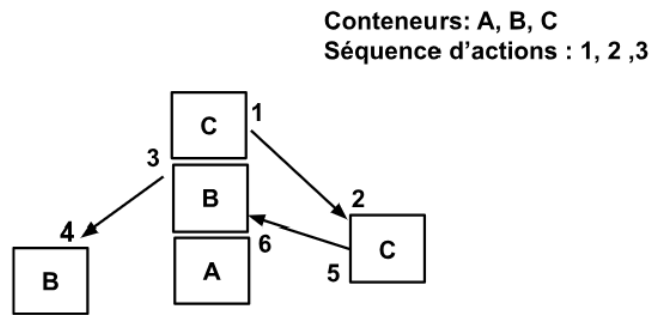 Conteneurs: A, B, C
Séquence d'actions : 1, 2 ,3
C
1
3
B
2
4
6
C
B
A
5